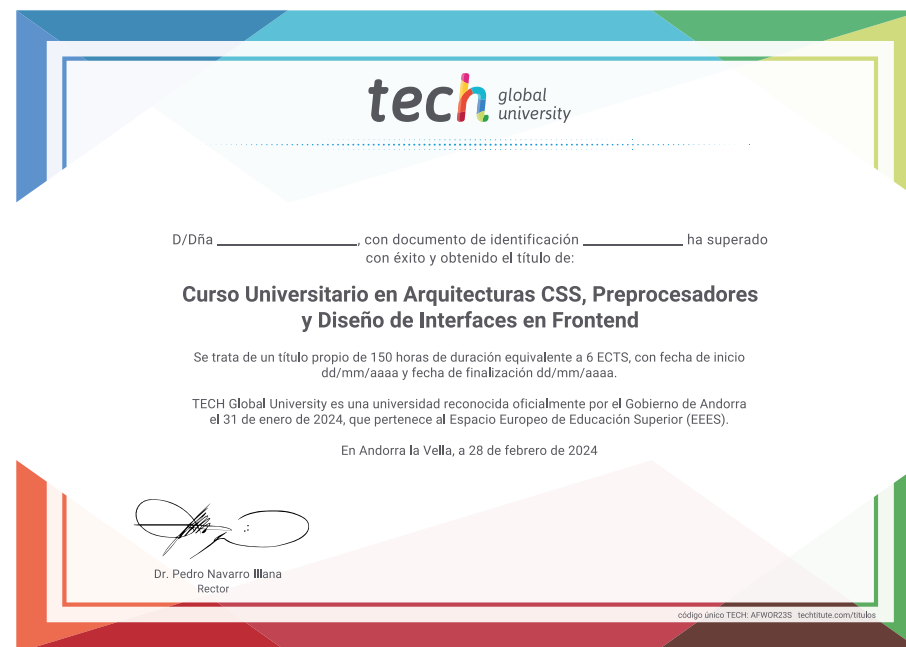 tech global
university
D/Dña ________________, con documento de identificación ____________ ha superado
con éxito y obtenido el título de:
Curso Universitario en Arquitecturas CSS, Preprocesadores
y Diseño de Interfaces en Frontend
Se trata de un título propio de 150 horas de duración equivalente a 6 ECTS, con fecha de inicio
dd/mm/aaaa y fecha de finalización dd/mm/aaaa.
TECH Global University es una universidad reconocida oficialmente por el Gobierno de Andorra
el 31 de enero de 2024, que pertenece al Espacio Europeo de Educación Superior (EEES).
En Andorra la Vella, a 28 de febrero de 2024
Dr. Pedro Navarro Illana
Rector
código único TECH: AFWOR23S techtitute.com/titulos